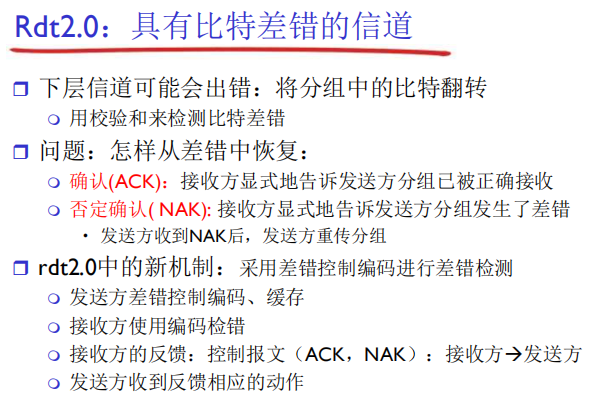 Rdt2.0：具有比特差错的信道
下层信道可能会出错：将分组中的比特翻转
用校验和来检测比特差错
问题：怎样从差错中恢复：
确认(ACK)：接收方显式地告诉发送方分组已被正确接收
否定确认( NAK): 接收方显式地告诉发送方分组发生了差错
• 发送方收到NAK后，发送方重传分组
rdt2.0中的新机制：采用差错控制编码进行差错检测
发送方差错控制编码、缓存
接收方使用编码检错
接收方的反馈：控制报文（ACK，NAK）：接收方→发送方
发送方收到反馈相应的动作